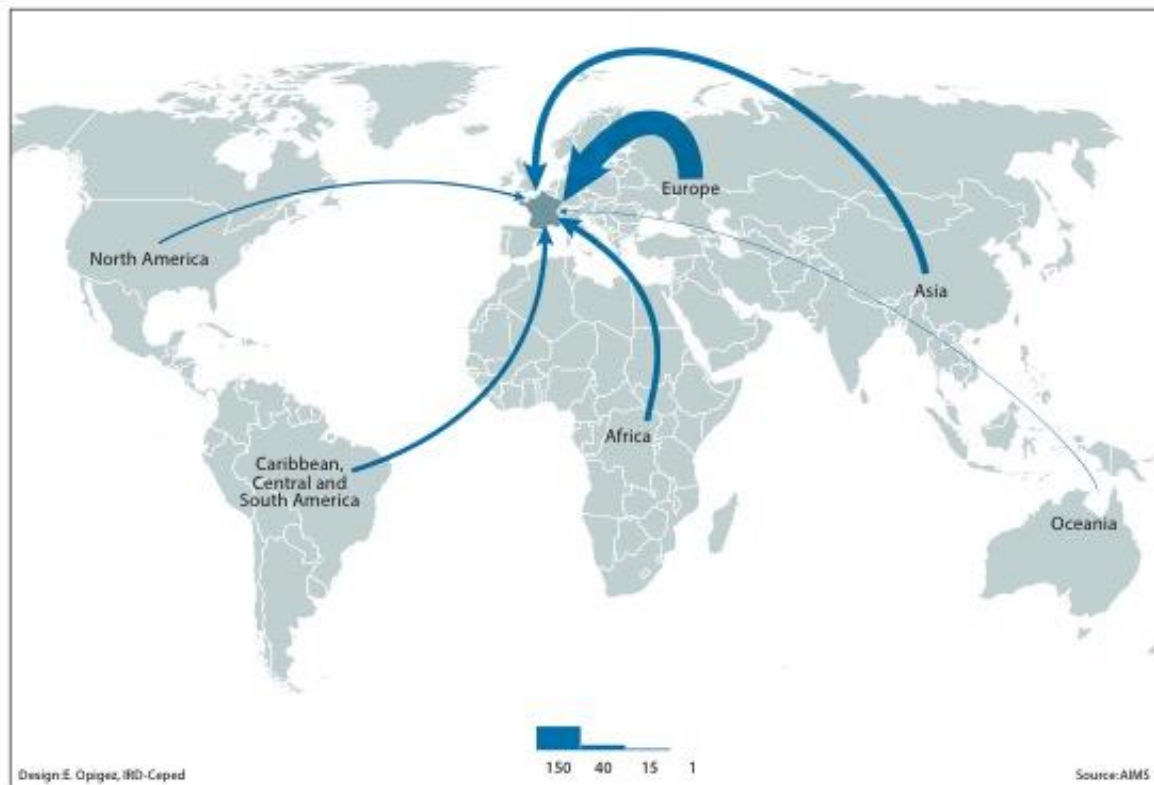 Europe
North America
Asia
Africa
Caribbean,
Central and
South America
Oceania
150 40 15 1
Design:E. Opigez, IRD-Ceped
Source:AIMS